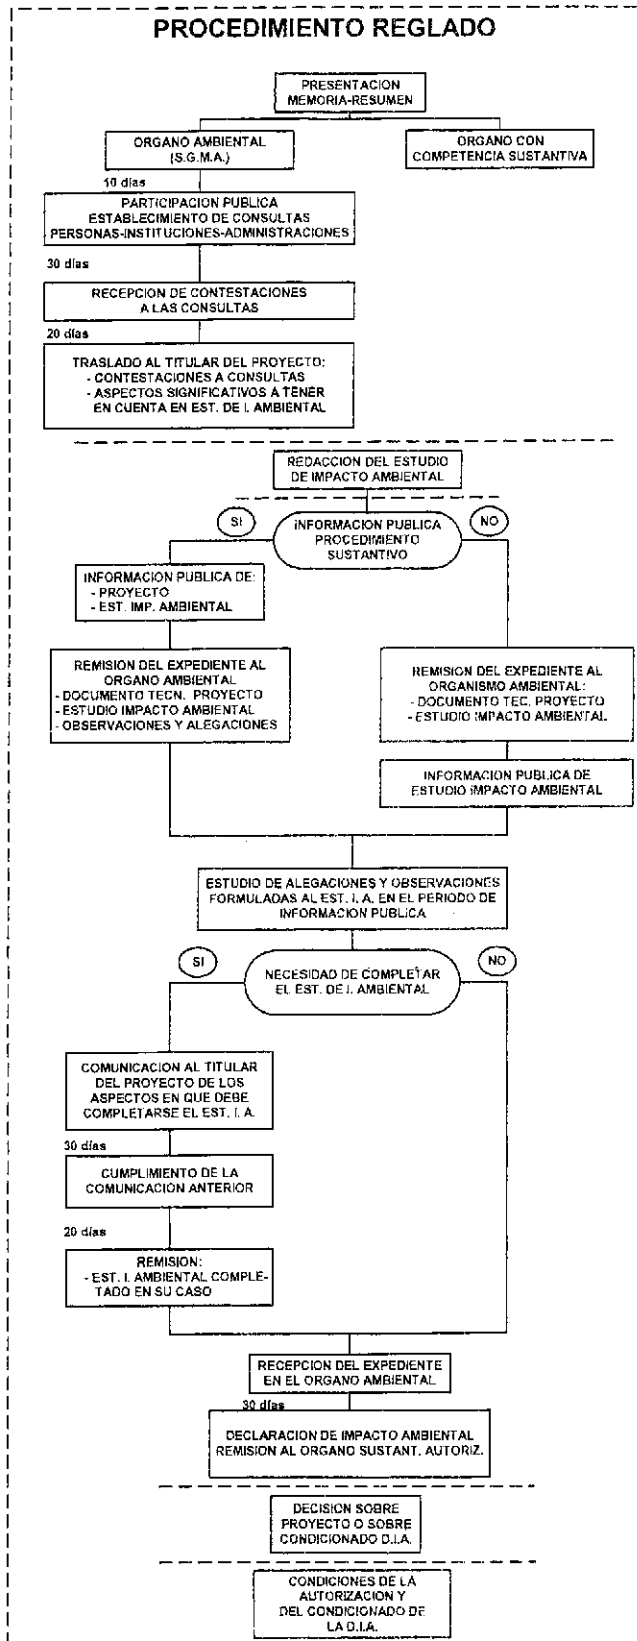 PROCEDIMIENTO REGLADO
PRESENTACION
MEMORIA-RESUMEN
ORGANO AMBIENTAL
(S.G.M.A.)
ORGANO CON
COMPETENCIA SUSTANTIVA
10 días
PARTICIPACION PUBLICA
ESTABLECIMIENTO DE CONSULTAS
PERSONAS-INSTITUCIONES-ADMINISTRACIONES
30 días
RECEPCION DE CONTESTACIONES
A LAS CONSULTAS
20 días
TRASLADO AL TITULAR DEL PROYECTO:
- CONTESTACIONES A CONSULTAS
- ASPECTOS SIGNIFICATIVOS A TENER
EN CUENTA EN EST. DE I. AMBIENTAL
REDACCION DEL ESTUDIO
DE IMPACTO AMBIENTAL
SI
INFORMACION PUBLICA
PROCEDIMIENTO
SUSTANTIVO
NO
INFORMACION PUBLICA DE:
- PROYECTO
- EST. IMP. AMBIENTAL
REMISION DEL EXPEDIENTE AL
ORGANO AMBIENTAL
- DOCUMENTO TECN. PROYECTO
- ESTUDIO IMPACTO AMBIENTAL
- OBSERVACIONES Y ALEGACIONES
REMISION DEL EXPEDIENTE AL
ORGANISMO AMBIENTAL:
- DOCUMENTO TEC. PROYECTO
- ESTUDIO IMPACTO AMBIENTAL
INFORMACION PUBLICA DE
ESTUDIO IMPACTO AMBIENTAL
ESTUDIO DE ALEGACIONES Y OBSERVACIONES
FORMULADAS AL EST. I. A. EN EL PERIODO DE
INFORMACION PUBLICA
SI
NECESIDAD DE COMPLETAR
EL EST. DE I. AMBIENTAL
NO
COMUNICACION AL TITULAR
DEL PROYECTO DE LOS
ASPECTOS EN QUE DEBE
COMPLETARSE EL EST. I. A.
30 días
CUMPLIMIENTO DE LA
COMUNICACION ANTERIOR
20 días
REMISION:
- EST. I. AMBIENTAL COMPLE-
TADO EN SU CASO
RECEPCION DEL EXPEDIENTE
EN EL ORGANO AMBIENTAL
30 días
DECLARACION DE IMPACTO AMBIENTAL
REMISION AL ORGANO SUSTANT. AUTORIZ.
DECISION SOBRE
PROYECTO O SOBRE
CONDICIONADO D.I.A.
CONDICIONES DE LA
AUTORIZACION Y
DEL CONDICIONADO DE
LA D.I.A.